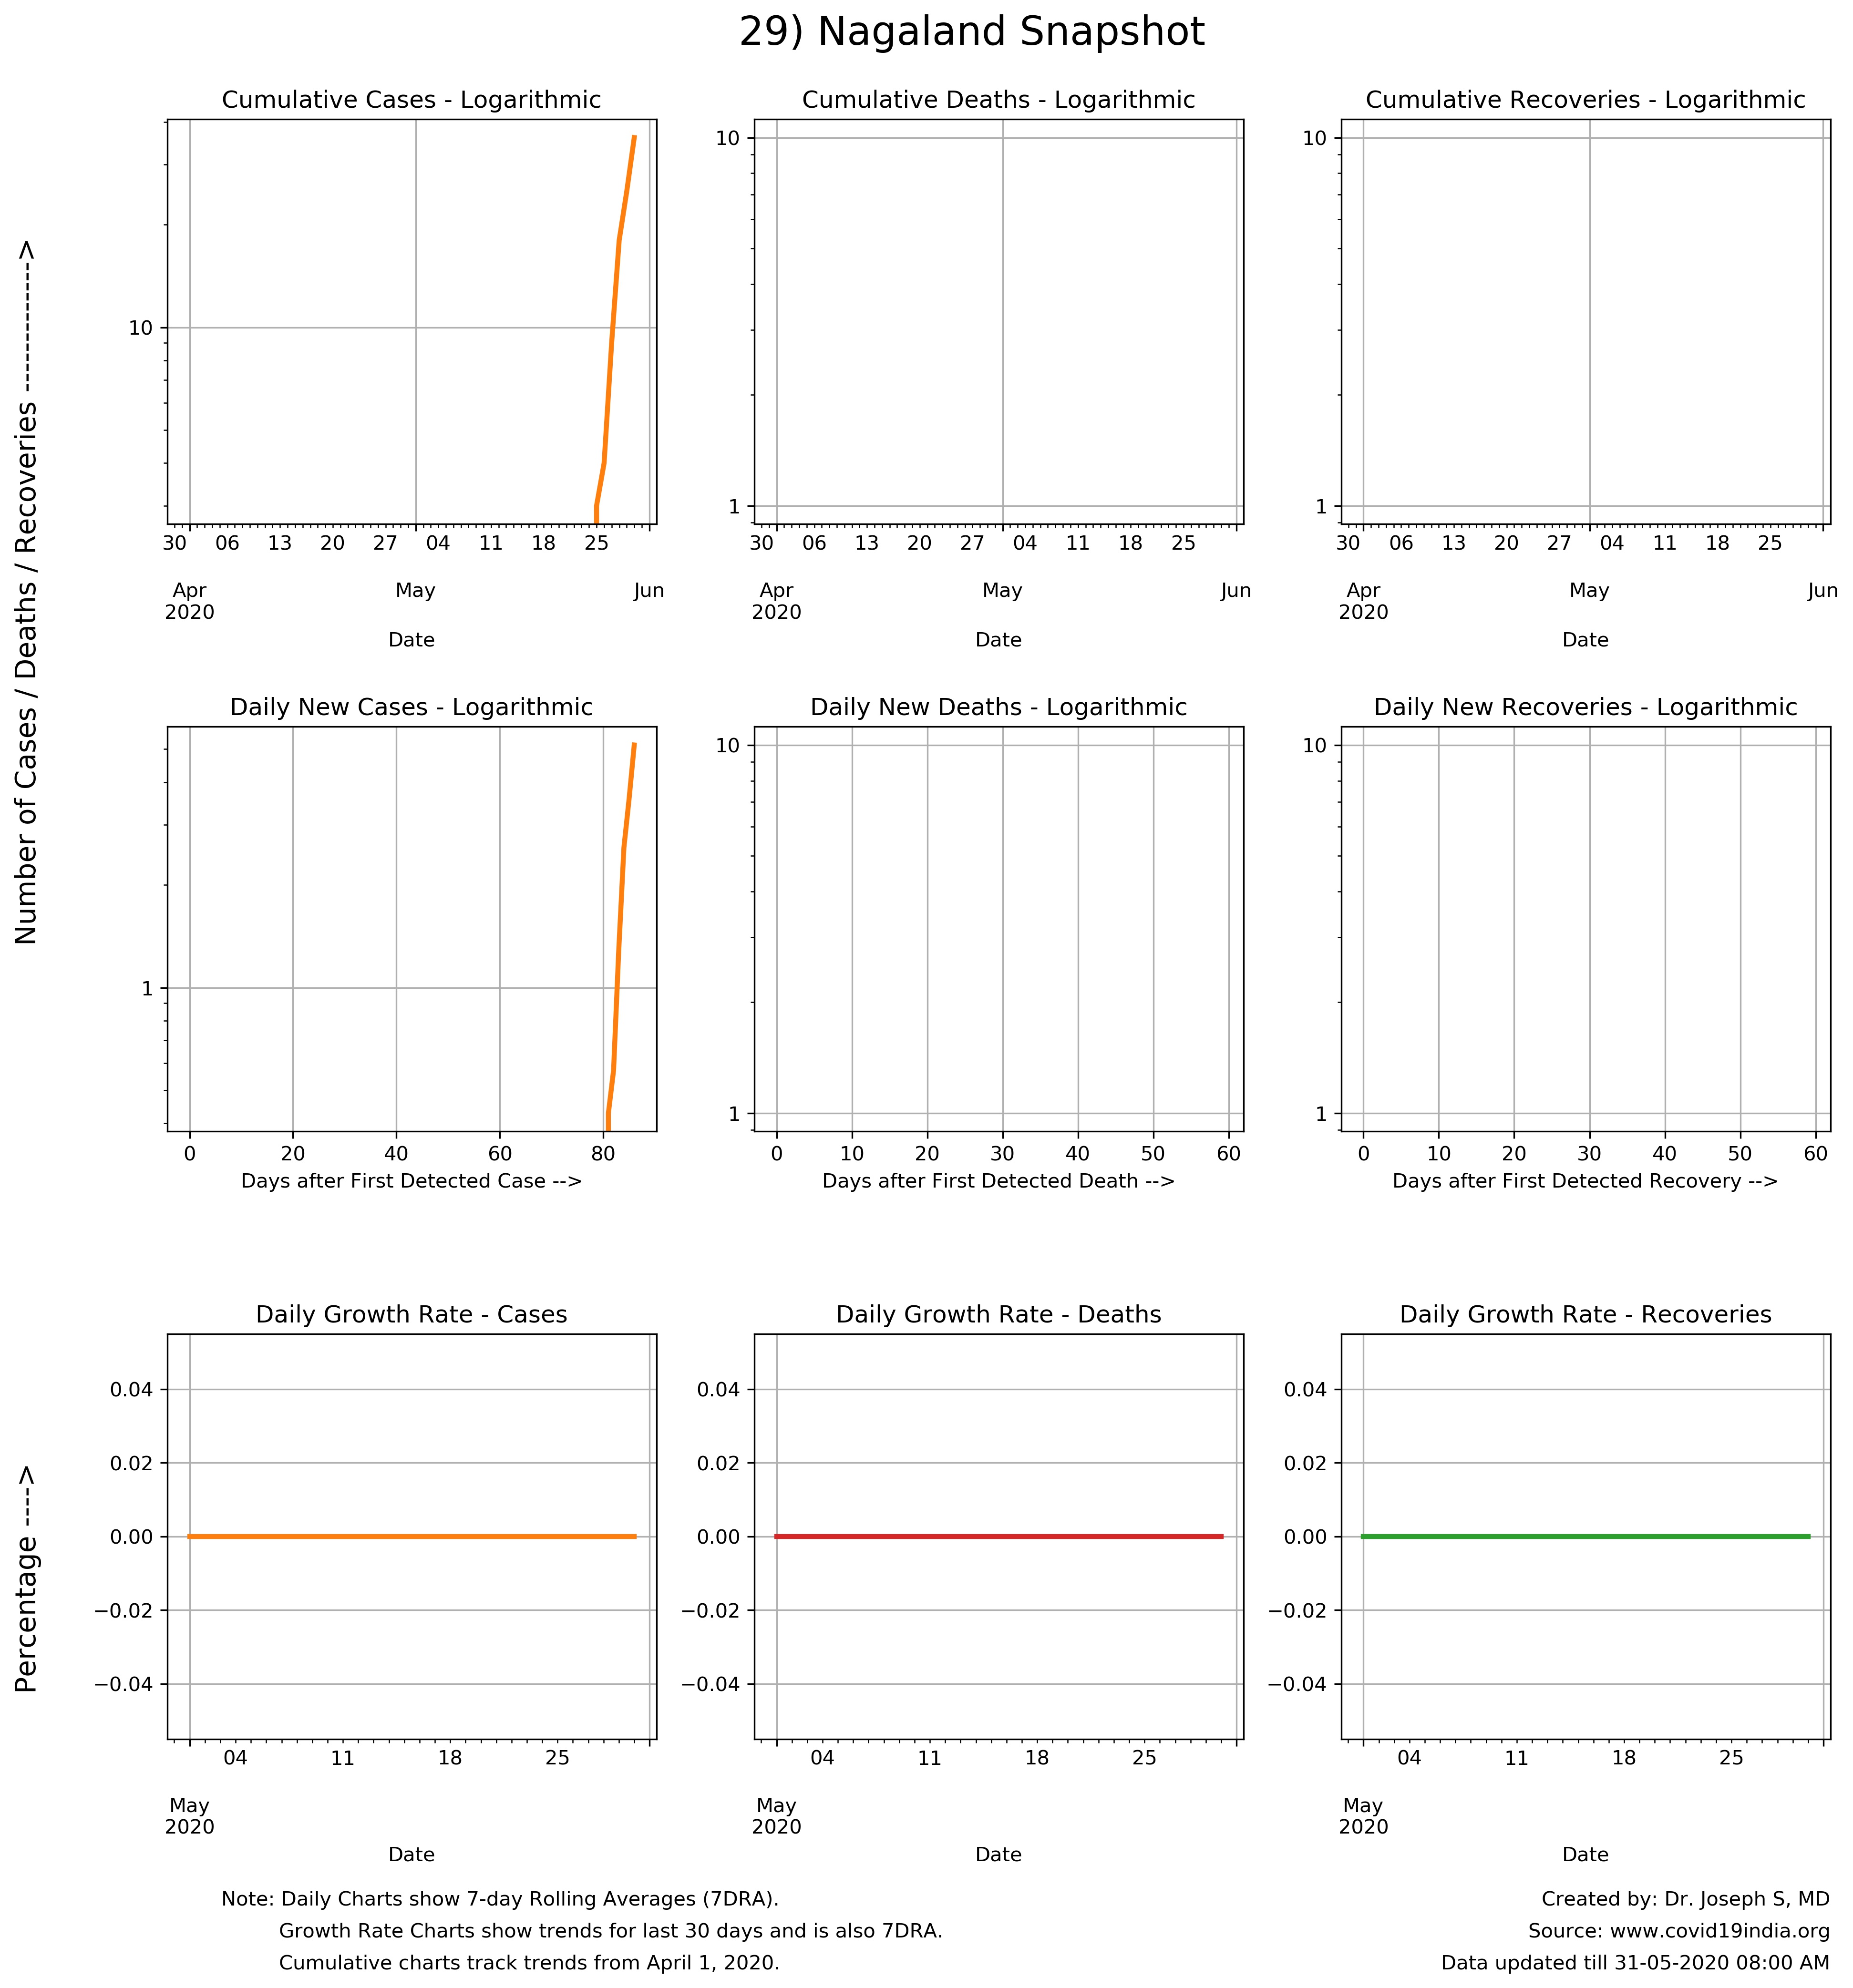 29) Nagaland Snapshot
Number of Cases / Deaths / Recoveries --------------->
Cumulative Cases - Logarithmic
10
30 06 13 20 27 04 11 18 25
Apr May Jun
2020
Date
Cumulative Deaths - Logarithmic
10
1
30 06 13 20 27 04 11 18 25
Apr May Jun
2020
Date
Cumulative Recoveries - Logarithmic
10
1
30 06 13 20 27 04 11 18 25
Apr May Jun
2020
Date
Daily New Cases - Logarithmic
1
0 20 40 60 80
Days after First Detected Case -->
Daily New Deaths - Logarithmic
10
1
0 10 20 30 40 50 60
Days after First Detected Death -->
Daily New Recoveries - Logarithmic
10
1
0 10 20 30 40 50 60
Days after First Detected Recovery -->
Percentage ----->
Daily Growth Rate - Cases
0.04
0.02
0.00
−0.02
−0.04
04 11 18 25
May
2020
Date
Daily Growth Rate - Deaths
0.04
0.02
0.00
−0.02
−0.04
04 11 18 25
May
2020
Date
Daily Growth Rate - Recoveries
0.04
0.02
0.00
−0.02
−0.04
04 11 18 25
May
2020
Date
Note: Daily Charts show 7-day Rolling Averages (7DRA).
Growth Rate Charts show trends for last 30 days and is also 7DRA.
Cumulative charts track trends from April 1, 2020.
Created by: Dr. Joseph S, MD
Source: www.covid19india.org
Data updated till 31-05-2020 08:00 AM